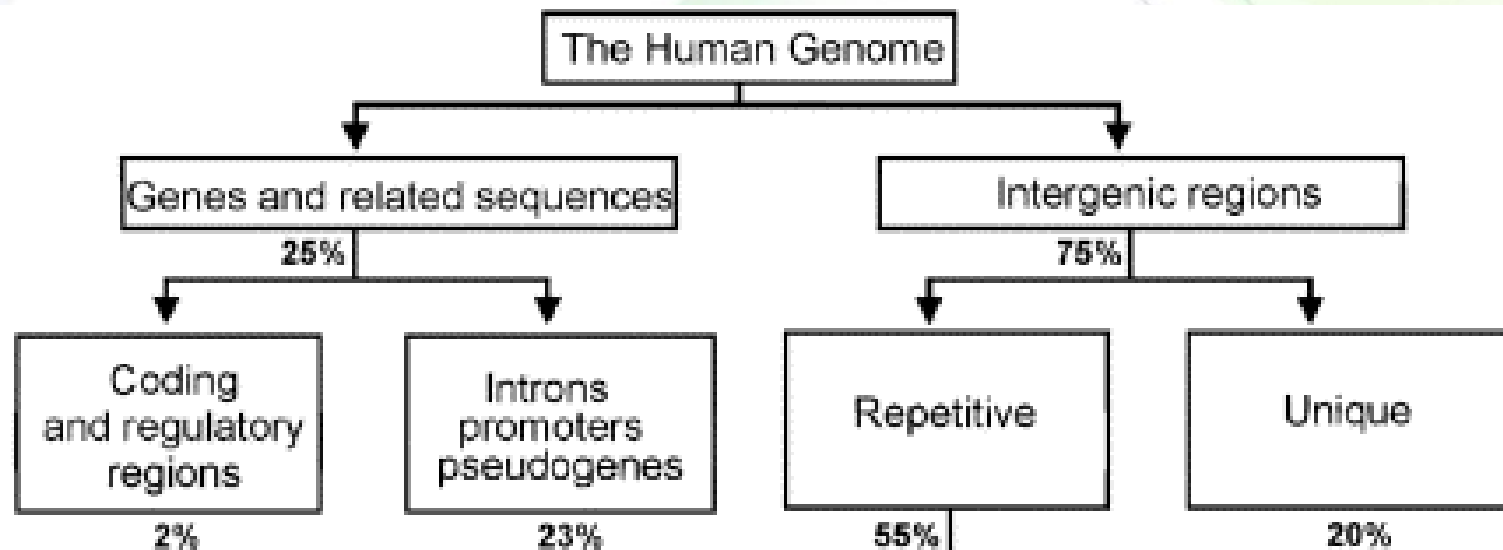 The Human Genome
Genes and related sequences
Intergenic regions
25%
75%
Coding
and regulatory
regions
Introns
promoters
pseudogenes
Repetitive
Unique
2%
23%
55%
20%